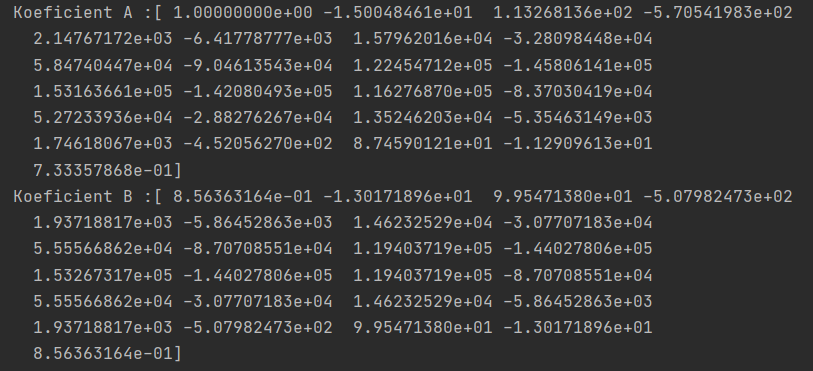 Koeficient A :[ 1.00000000e+00 -1.50048461e+01  1.13268136e+02 -5.70541983e+02
  2.14767172e+03 -6.41778777e+03  1.57962016e+04 -3.28098448e+04
  5.84740447e+04 -9.04613543e+04  1.22454712e+05 -1.45806141e+05
  1.53163661e+05 -1.42080493e+05  1.16276870e+05 -8.37030419e+04
  5.27233936e+04 -2.88276267e+04  1.35246203e+04 -5.35463149e+03
  1.74618067e+03 -4.52056270e+02  8.74590121e+01 -1.12909613e+01
  7.33357868e-01]
Koeficient B :[ 8.56363164e-01 -1.30171896e+01  9.95471380e+01 -5.07982473e+02
  1.93718817e+03 -5.86452863e+03  1.46232529e+04 -3.07707183e+04
  5.55566862e+04 -8.70708551e+04  1.19403719e+05 -1.44027806e+05
  1.53267317e+05 -1.44027806e+05  1.19403719e+05 -8.70708551e+04
  5.55566862e+04 -3.07707183e+04  1.46232529e+04 -5.86452863e+03
  1.93718817e+03 -5.07982473e+02  9.95471380e+01 -1.30171896e+01
  8.56363164e-01]